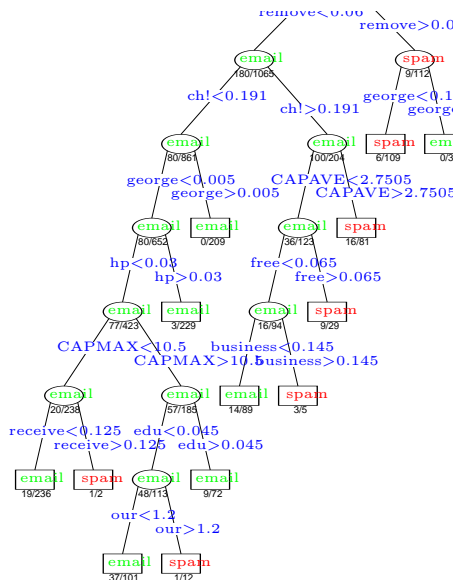 remove<0.06
remove>0.0
email
180/1065
spam
9/112
ch!<0.191
ch!>0.191
george<0.1
george
email
80/861
email
100/204
spam
6/109
email
0/3
george<0.005
george>0.005
CAPAVE<2.7505
CAPAVE>2.7505
email
80/652
email
0/209
email
36/123
spam
16/81
hp<0.03
hp>0.03
free<0.065
free>0.065
email
77/423
email
3/229
email
16/94
spam
9/29
CAPMAX<10.5
CAPMAX>10.5
business<0.145
business>0.145
email
20/238
email
57/185
email
14/89
spam
3/5
receive<0.125
receive>0.125
edu<0.045
edu>0.045
email
19/236
spam
1/2
email
48/113
email
9/72
our<1.2
our>1.2
email
37/101
spam
1/12